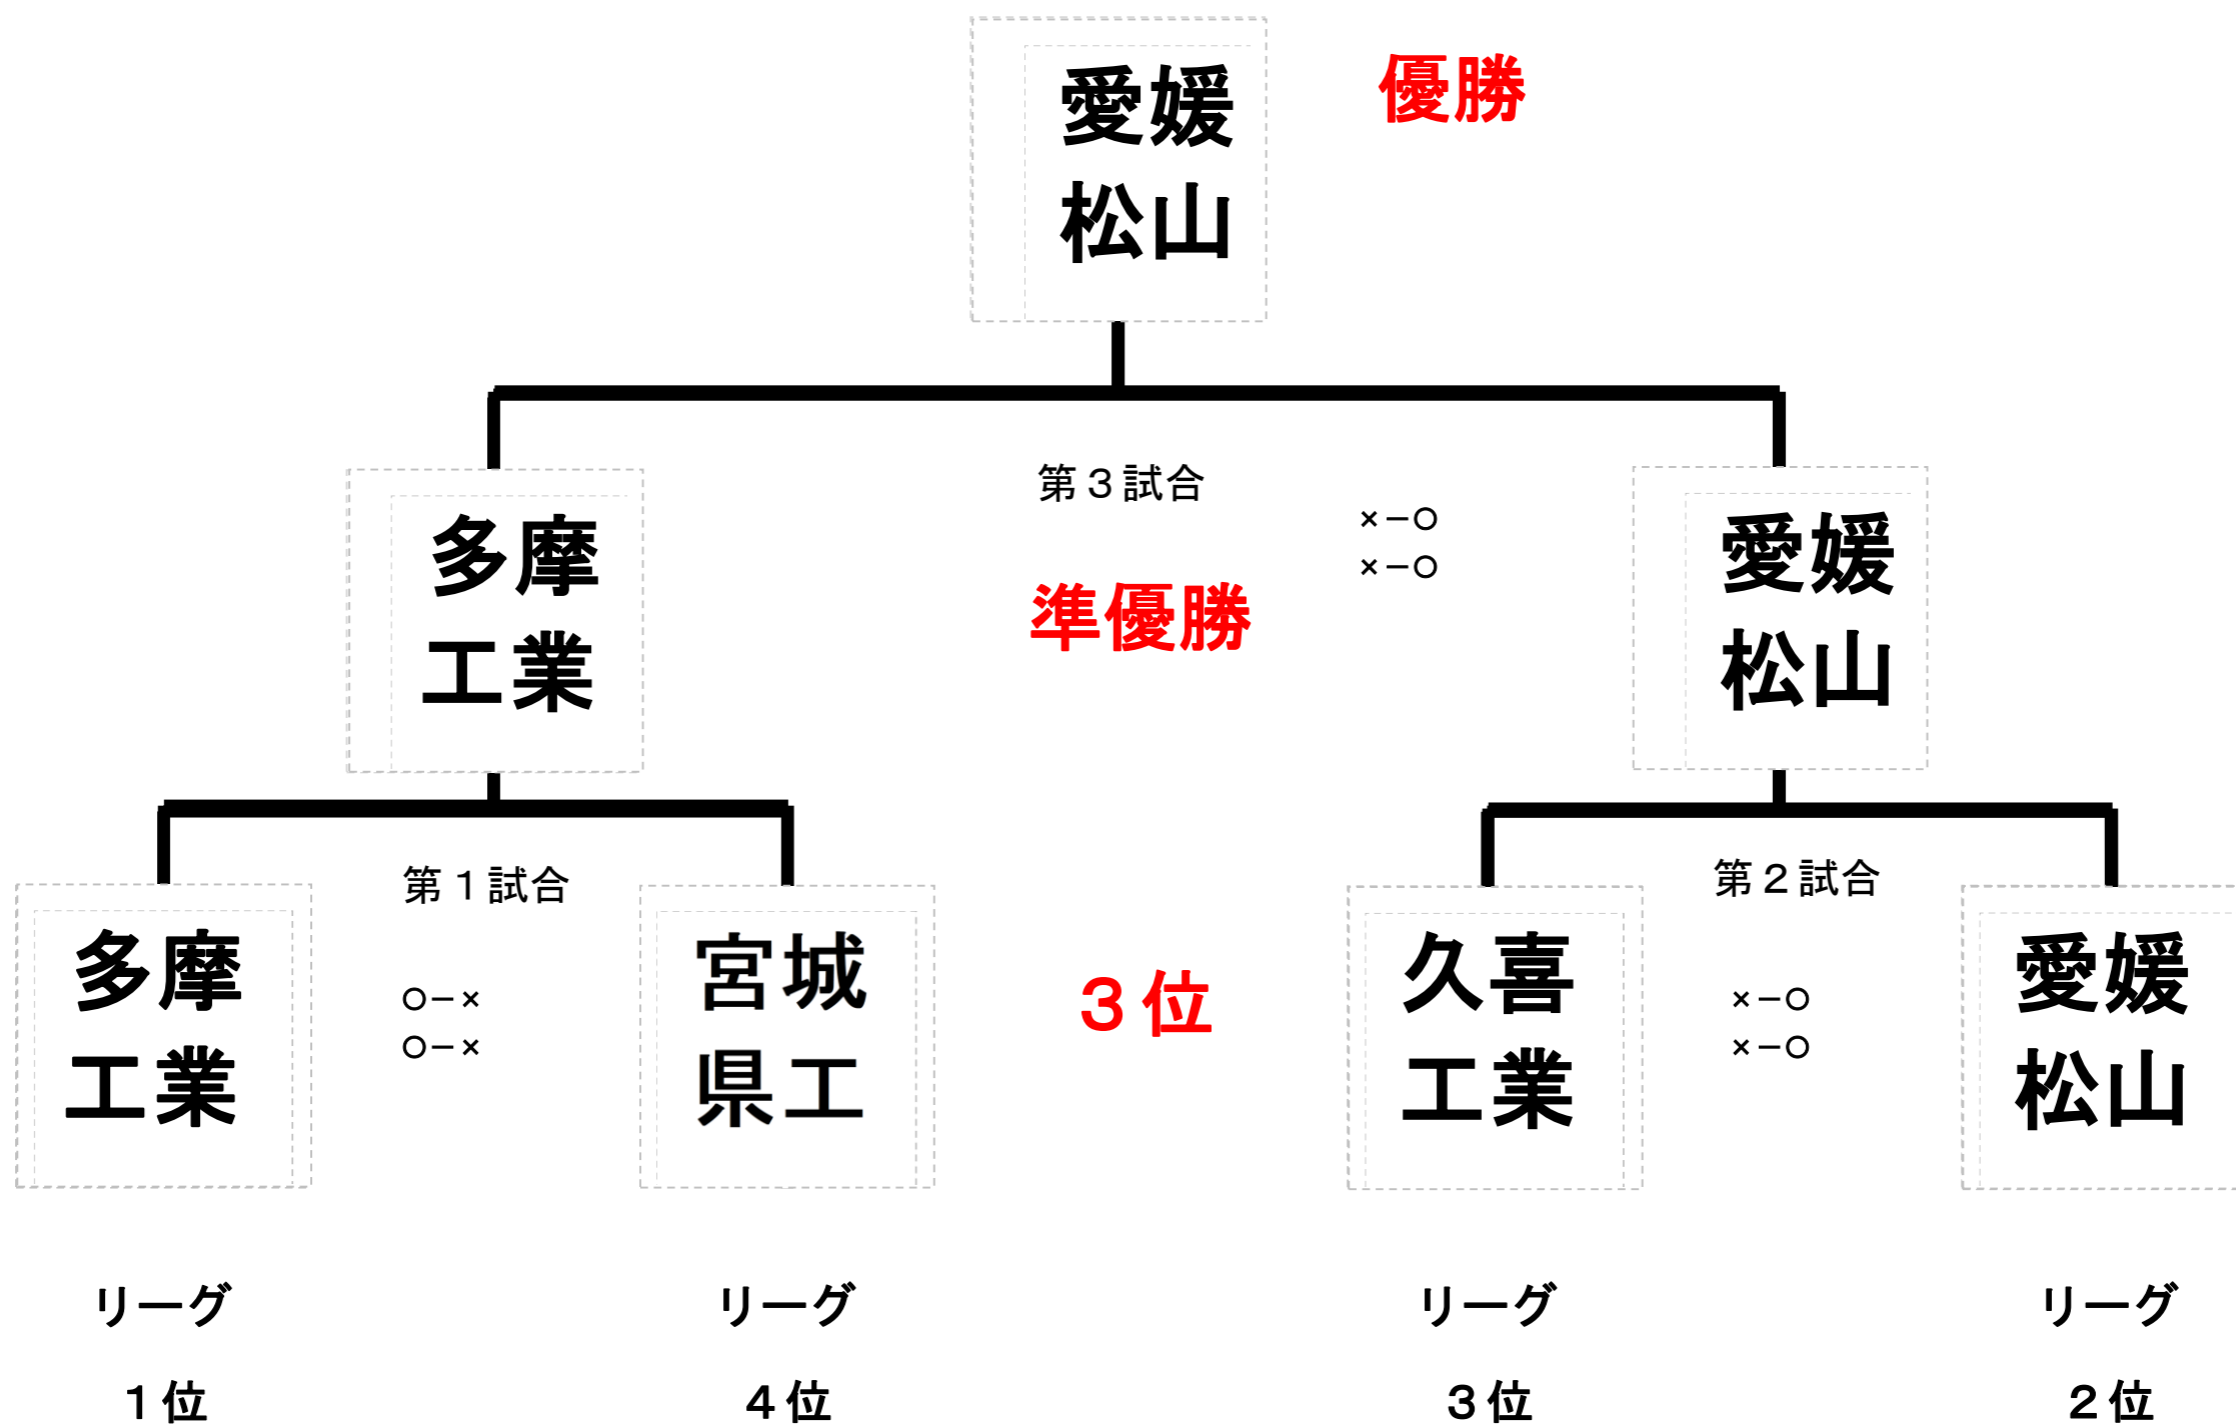 愛媛
松山
優勝
第３試合
×－○
×－○
準優勝
多摩
工業
愛媛
松山
第１試合
第２試合
多摩
工業
○－×
○－×
宮城
県工
３位
久喜
工業
×－○
×－○
愛媛
松山
リーグ
１位
リーグ
４位
リーグ
３位
リーグ
２位